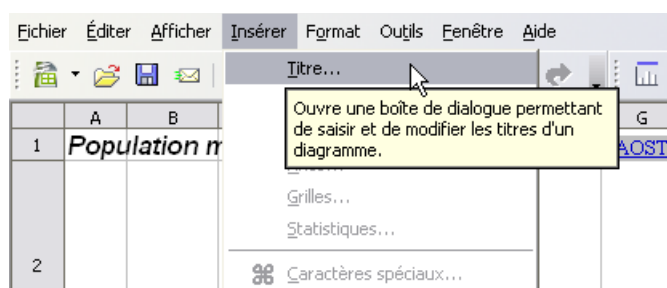 Fichier Éditer Afficher Insérer Format Outils Fenêtre Aide
Titre...
Ouvre une boîte de dialogue permettant
de saisir et de modifier les titres d'un
diagramme.
A B G
1 Population m AOST
Grilles...
Statistiques...
2
Caractères spéciaux...